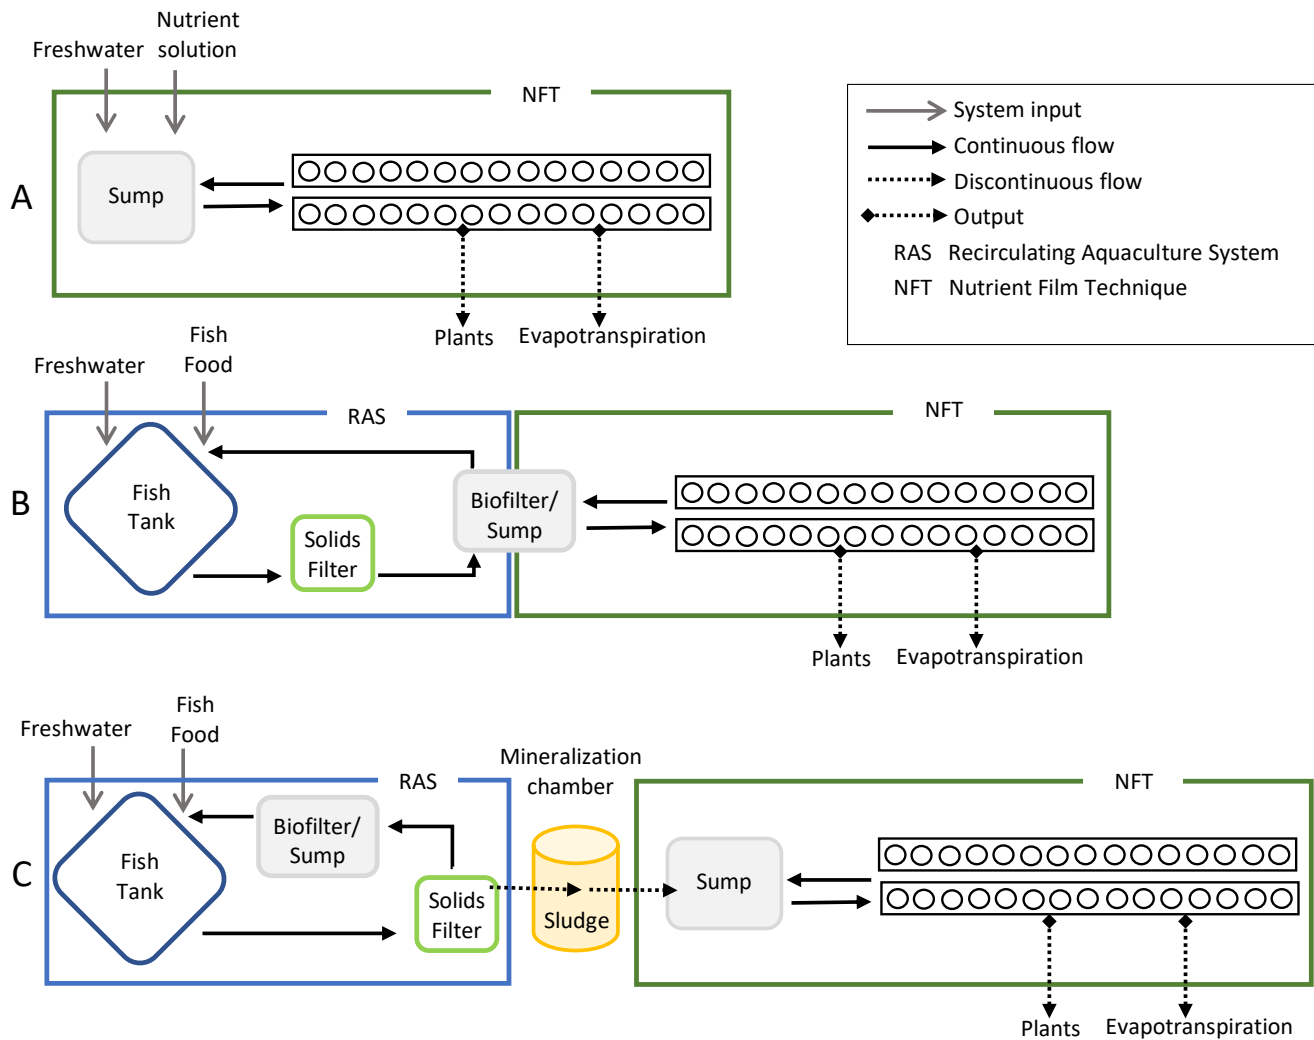 Freshwater
Nutrient
solution
NFT
A
Sump
Plants
Evapotranspiration
System input
Continuous flow
Discontinuous flow
Output
RAS Recirculating Aquaculture System
NFT Nutrient Film Technique
Freshwater
Fish
Food
RAS
NFT
B
Fish
Tank
Solids
Filter
Biofilter/
Sump
Plants
Evapotranspiration
Freshwater
Fish
Food
RAS
Mineralization
chamber
NFT
C
Fish
Tank
Biofilter/
Sump
Solids
Filter
Sludge
Sump
Plants
Evapotranspiration